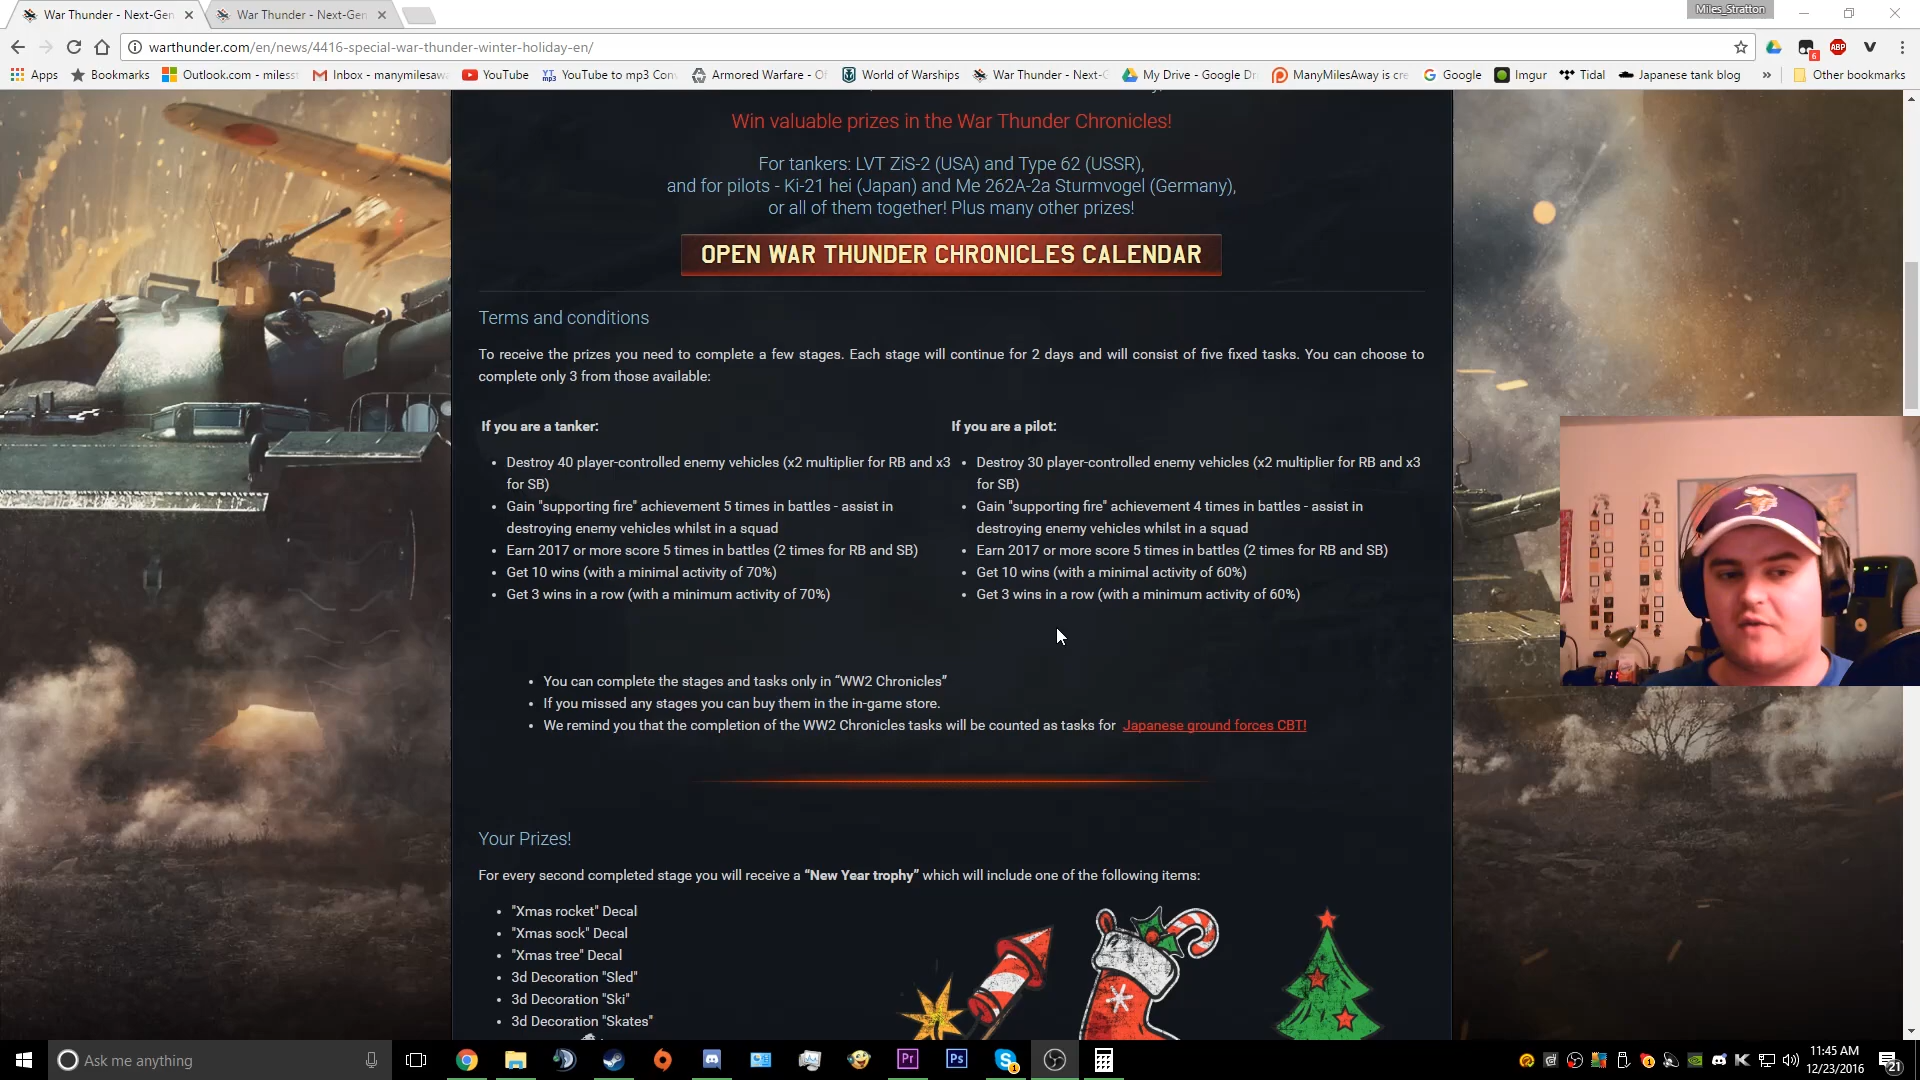 War Thunder - Next-Gen
War Thunder - Next-Gen
Miles_Stratton
warthunder.com/en/news/4416-special-war-thunder-winter-holiday-en/
6
ABP
Apps
Bookmarks
Outlook.com - miless
Inbox - manymilesaw
YouTube
YouTube to mp3 Con
Armored Warfare - Of
World of Warships
War Thunder - Next-G
My Drive - Google Dr
ManyMilesAway is cre
Google
Imgur
Tidal
Japanese tank blog
»
Other bookmarks
Win valuable prizes in the War Thunder Chronicles!
For tankers: LVT ZiS-2 (USA) and Type 62 (USSR),
and for pilots - Ki-21 hei (Japan) and Me 262A-2a Sturmvogel (Germany),
or all of them together! Plus many other prizes!
OPEN WAR THUNDER CHRONICLES CALENDAR
Terms and conditions
To receive the prizes you need to complete a few stages. Each stage will continue for 2 days and will consist of five fixed tasks. You can choose to
complete only 3 from those available:
If you are a tanker:
• Destroy 40 player-controlled enemy vehicles (x2 multiplier for RB and x3
for SB)
• Gain "supporting fire" achievement 5 times in battles - assist in
destroying enemy vehicles whilst in a squad
• Earn 2017 or more score 5 times in battles (2 times for RB and SB)
• Get 10 wins (with a minimal activity of 70%)
• Get 3 wins in a row (with a minimum activity of 70%)
If you are a pilot:
• Destroy 30 player-controlled enemy vehicles (x2 multiplier for RB and x3
for SB)
• Gain "supporting fire" achievement 4 times in battles - assist in
destroying enemy vehicles whilst in a squad
• Earn 2017 or more score 5 times in battles (2 times for RB and SB)
• Get 10 wins (with a minimal activity of 60%)
• Get 3 wins in a row (with a minimum activity of 60%)
• You can complete the stages and tasks only in “WW2 Chronicles”
• If you missed any stages you can buy them in the in-game store.
• We remind you that the completion of the WW2 Chronicles tasks will be counted as tasks for Japanese ground forces CBT!
Your Prizes!
For every second completed stage you will receive a “New Year trophy” which will include one of the following items:
• "Xmas rocket" Decal
• "Xmas sock" Decal
• "Xmas tree" Decal
• 3d Decoration "Sled"
• 3d Decoration "Ski"
• 3d Decoration "Skates"
Ask me anything
Pr
Ps
11:45 AM
12/23/2016
21